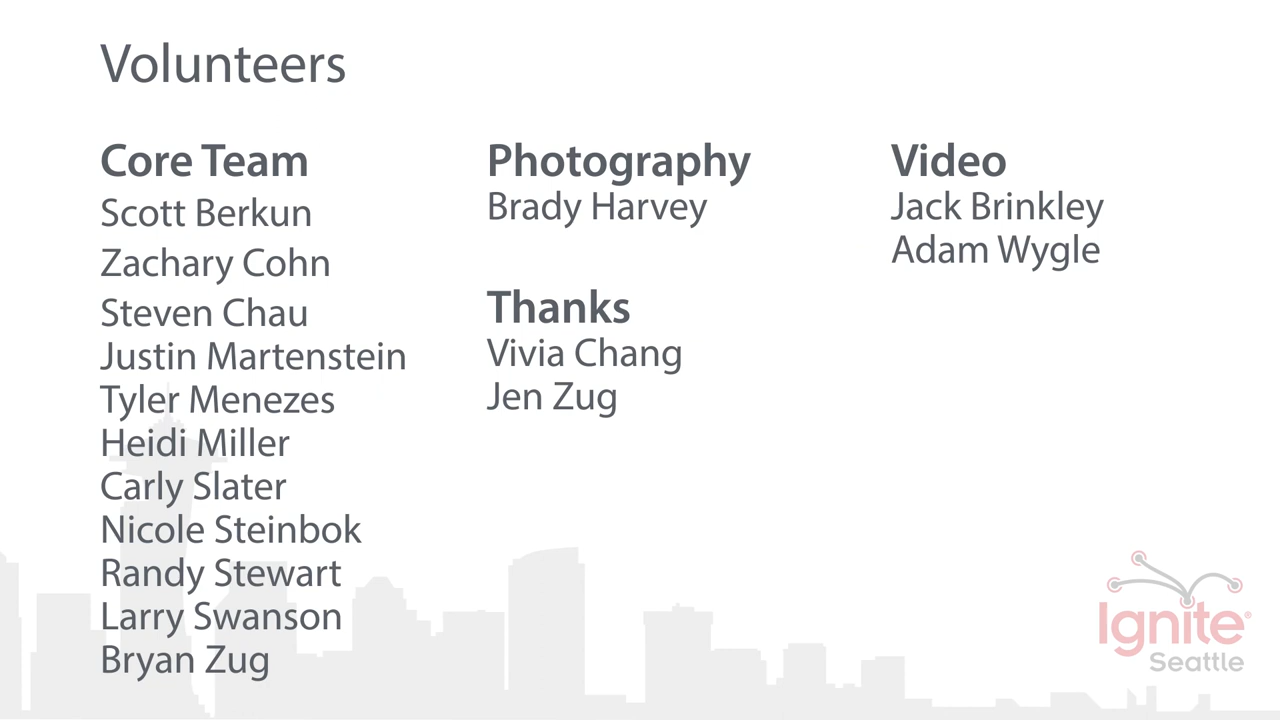 Volunteers
Core Team
Scott Berkun
Zachary Cohn
Steven Chau
Justin Martenstein
Tyler Menezes
Heidi Miller
Carly Slater
Nicole Steinbok
Randy Stewart
Larry Swanson
Bryan Zug
Photography
Brady Harvey
Thanks
Vivia Chang
Jen Zug
Video
Jack Brinkley
Adam Wygle
Ignite®
Seattle